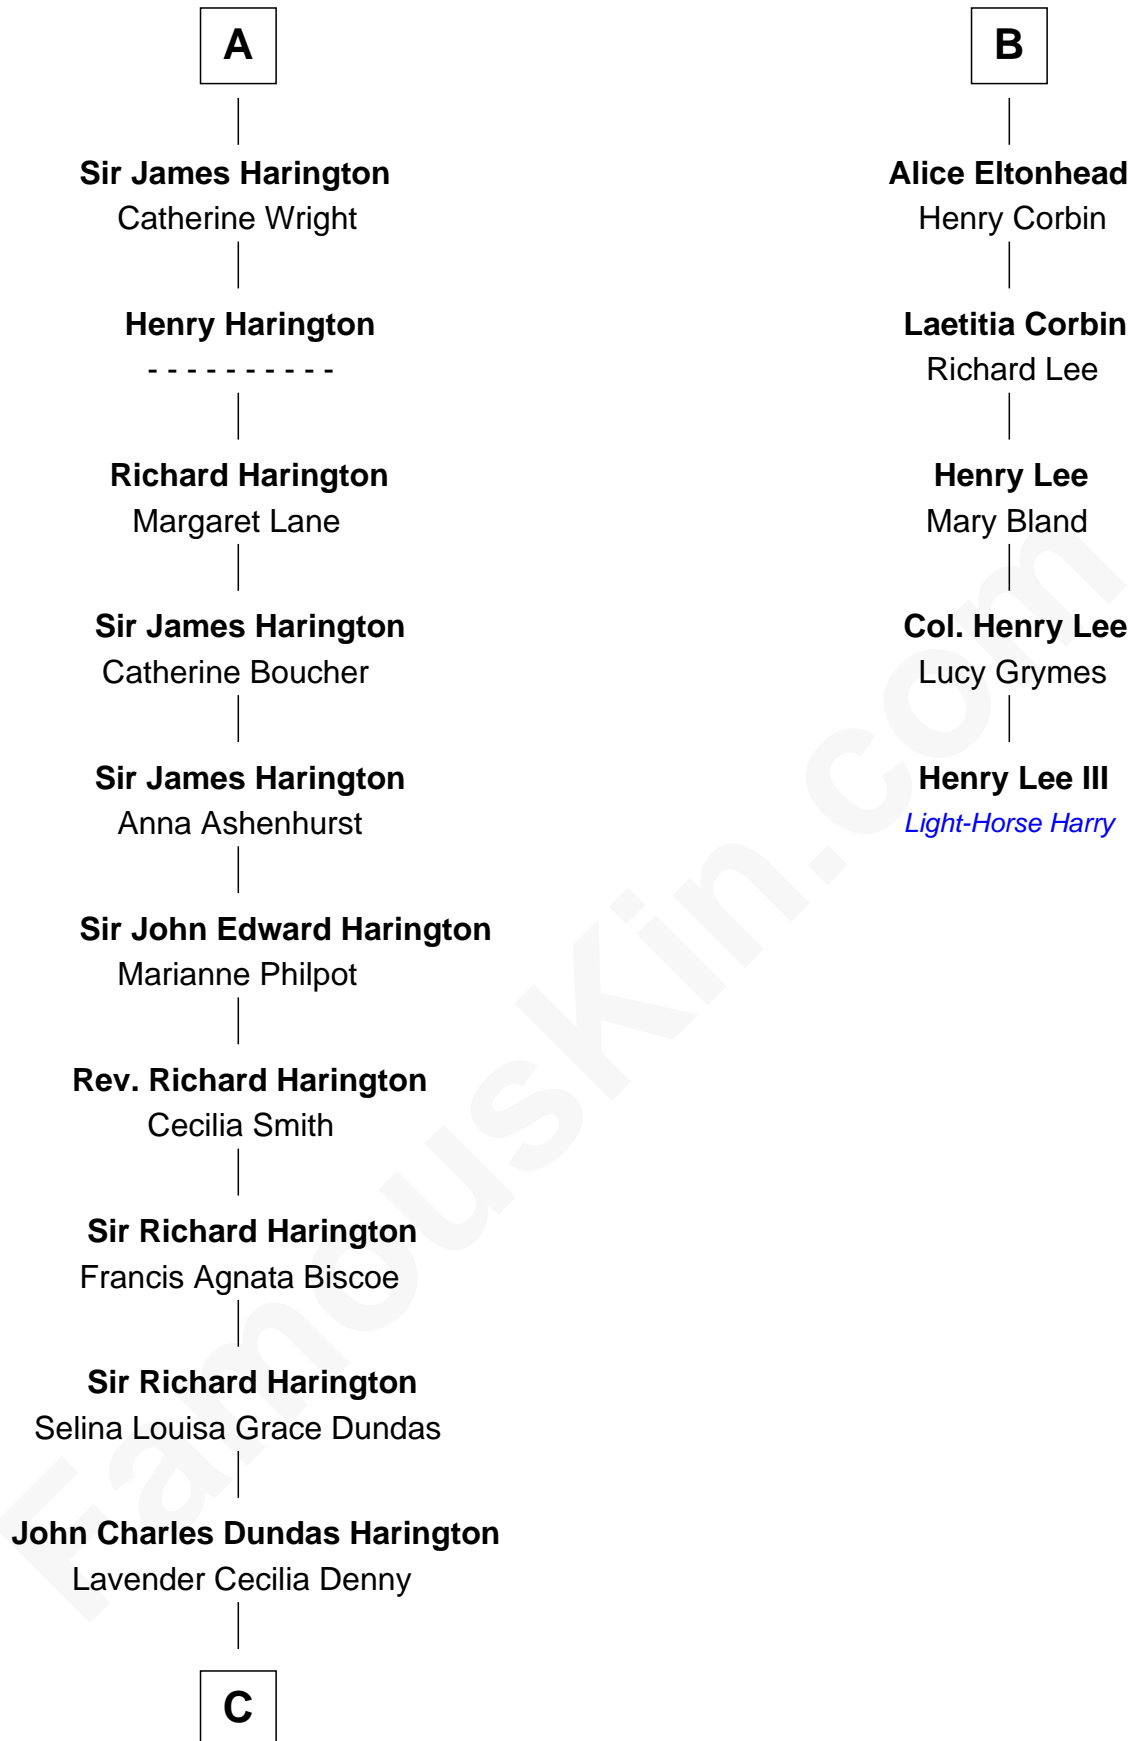 A
Sir James Harington
Catherine Wright
Henry Harington
- - - - - - - - - -
Richard Harington
Margaret Lane
Sir James Harington
Catherine Boucher
Sir James Harington
Anna Ashenhurst
Sir John Edward Harington
Marianne Philpot
Rev. Richard Harington
Cecilia Smith
Sir Richard Harington
Francis Agnata Biscoe
Sir Richard Harington
Selina Louisa Grace Dundas
John Charles Dundas Harington
Lavender Cecilia Denny
C
B
Alice Eltonhead
Henry Corbin
Laetitia Corbin
Richard Lee
Henry Lee
Mary Bland
Col. Henry Lee
Lucy Grymes
Henry Lee III
Light-Horse Harry
FamousKin.com